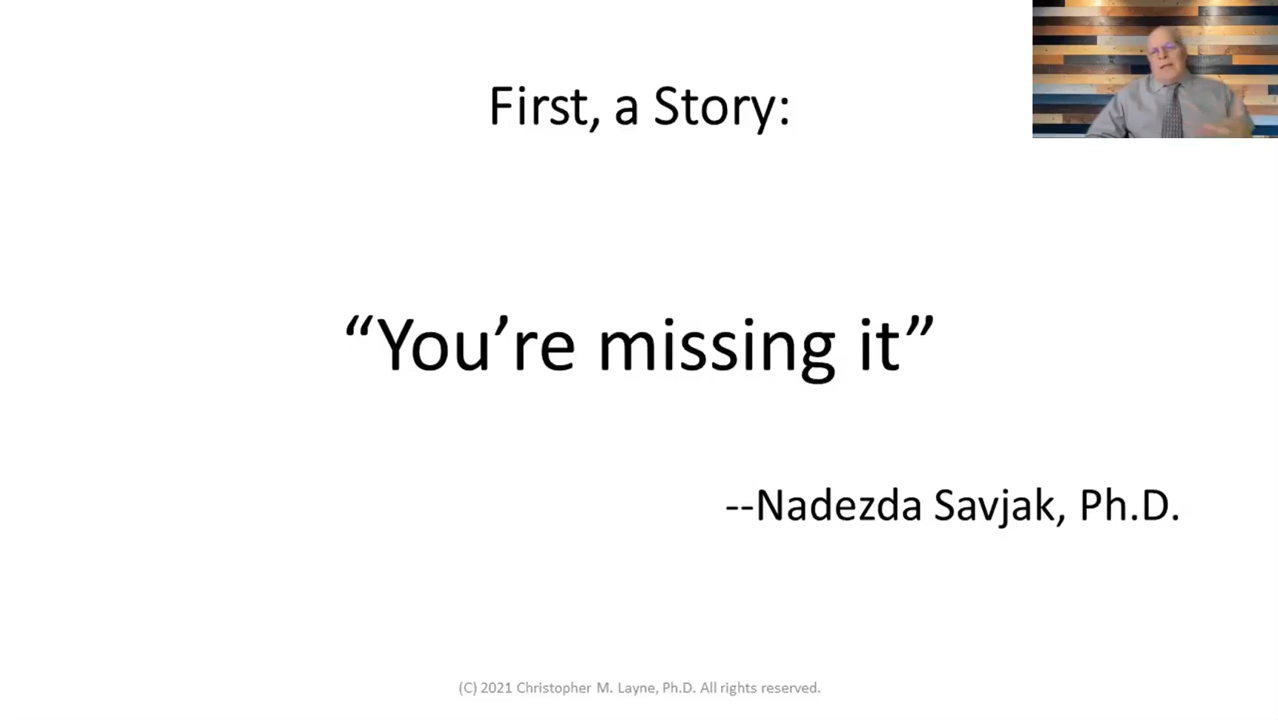 First, a Story:
“You’re missing it”
--Nadezda Savjak, Ph.D.
(C) 2021 Christopher M. Layne, Ph.D. All rights reserved.